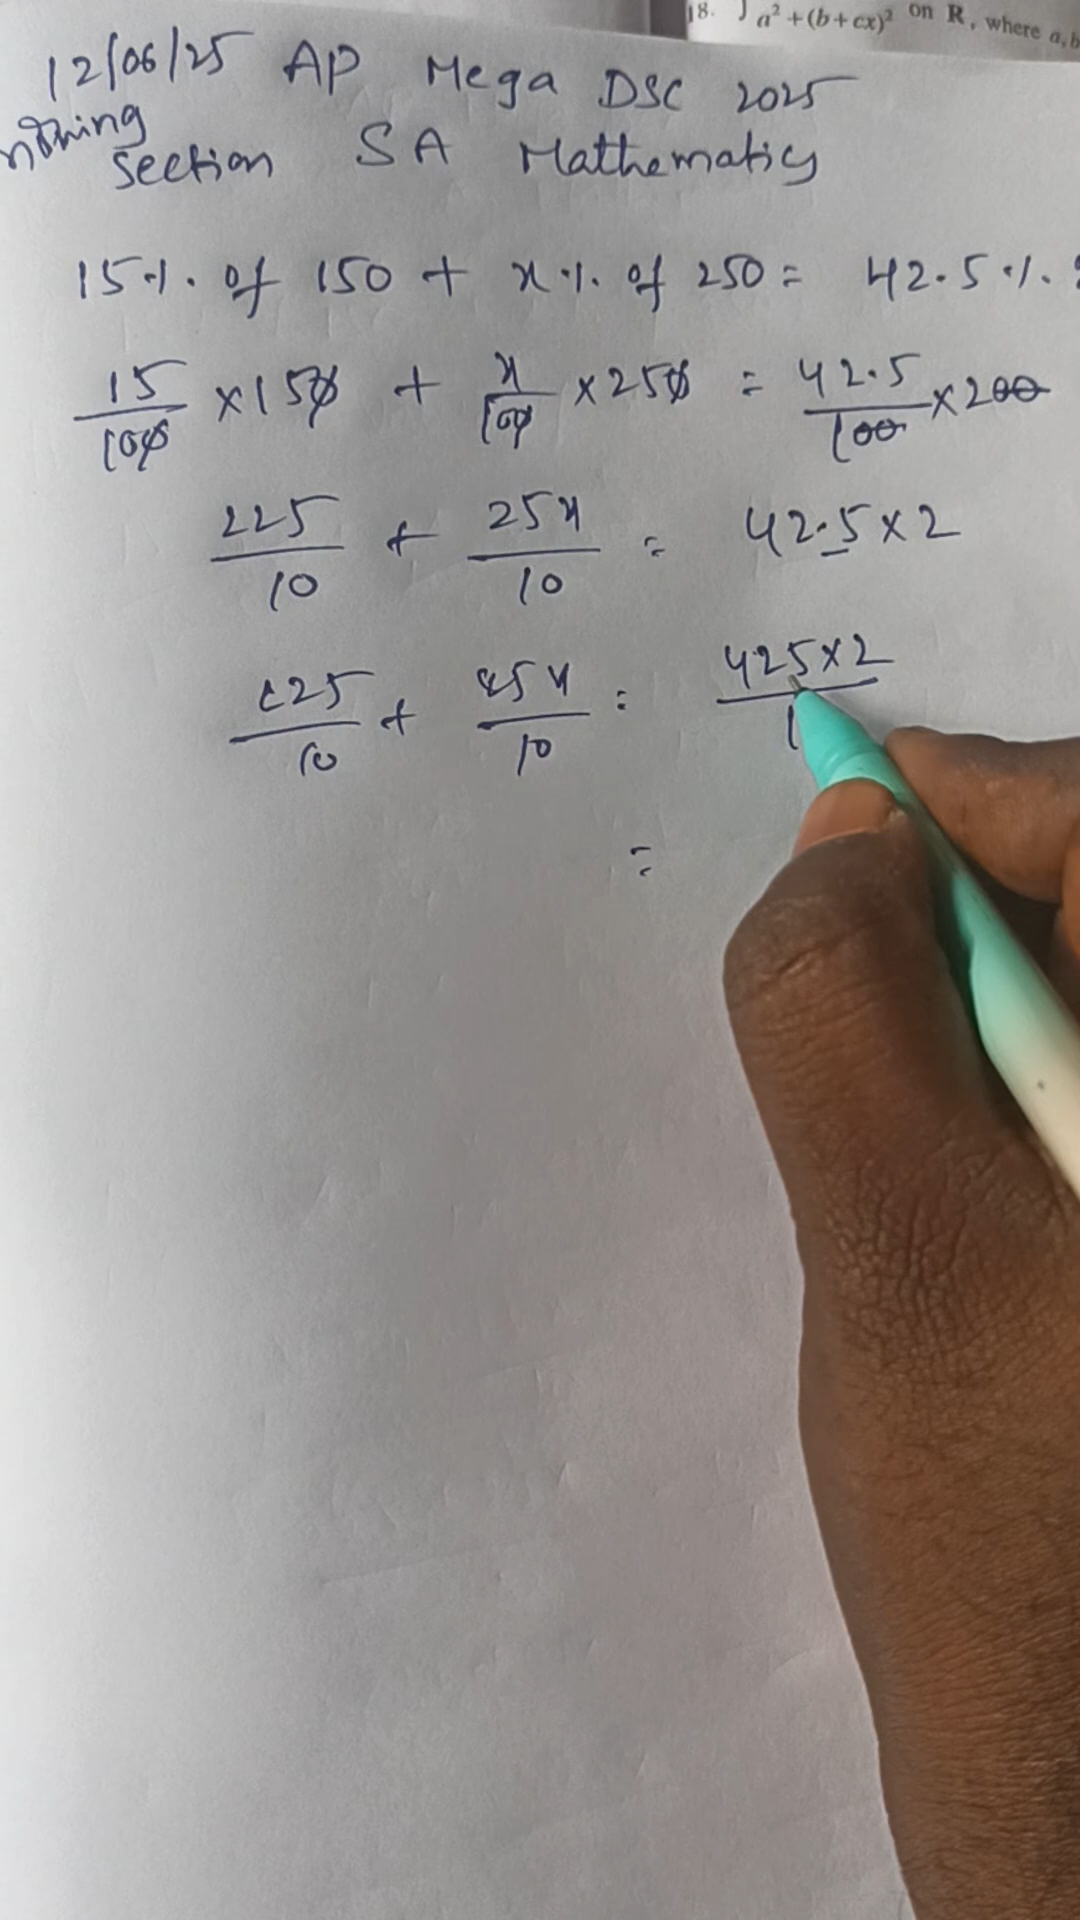 18. ∫ a² + (b + cx)² on R, where a, b
12/06/25 AP Mega DSC 2025
morning
section SA Mathematics
15%. of 150 + x%. of 250 = 42.5%.
15/100 × 150 + x/100 × 250 = 42.5/100 × 200
225/10 + 25x/10 = 42.5 × 2
225/10 + 25x/10 = 425×2/1
=